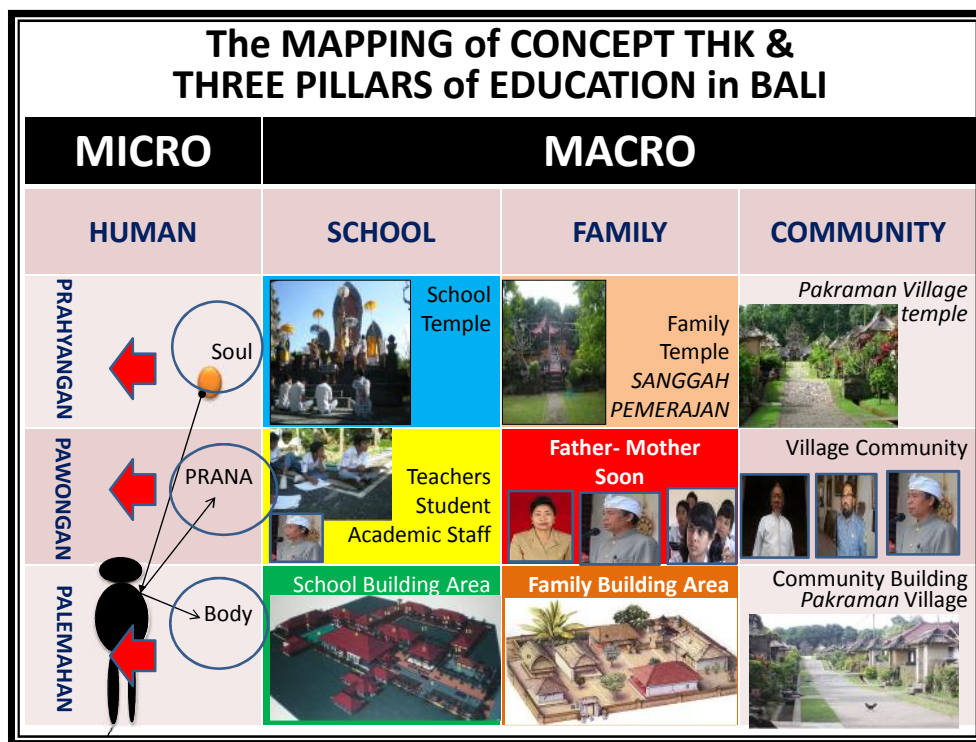 The MAPPING of CONCEPT THK &
THREE PILLARS of EDUCATION in BALI
MICRO
MACRO
HUMAN
SCHOOL
FAMILY
COMMUNITY
PRAHYANGAN
Soul
School
Temple
Family
Temple
SANGGAH
PEMERAJAN
Pakraman Village
temple
PAWONGAN
PRANA
Teachers
Student
Academic Staff
Father- Mother
Soon
Village Community
PALEMAHAN
Body
School Building Area
Family Building Area
Community Building
Pakraman Village